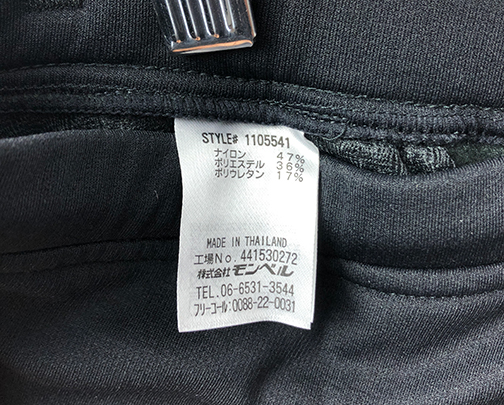 STYLE# 1105541
ナイロン 47%
ポリエステル 36%
ポリウレタン 17%
MADE IN THAILAND
工場No. 441530272
株式会社 モンベル
TEL. 06-6531-3544
フリーコール:0088-22-0031